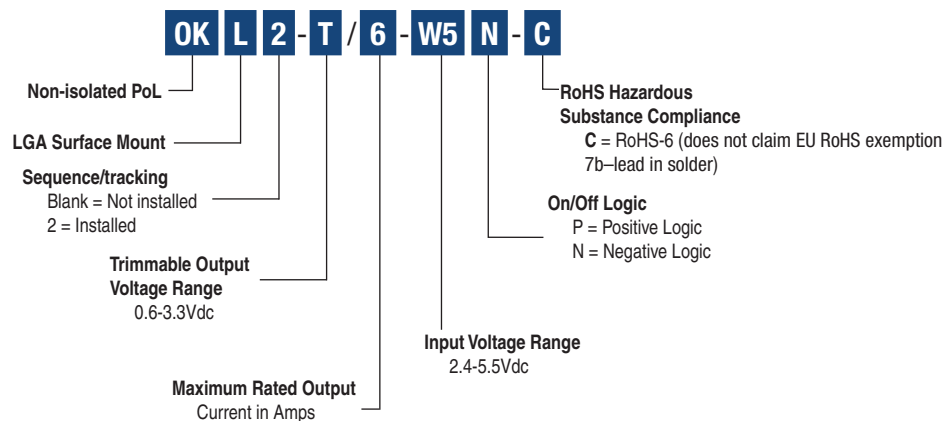 OK L 2 - T / 6 - W5 N - C
Non-isolated PoL
LGA Surface Mount
Sequence/tracking
Blank = Not installed
2 = Installed
Trimmable Output
Voltage Range
0.6-3.3Vdc
Maximum Rated Output
Current in Amps
Input Voltage Range
2.4-5.5Vdc
On/Off Logic
P = Positive Logic
N = Negative Logic
RoHS Hazardous
Substance Compliance
C = RoHS-6 (does not claim EU RoHS exemption
7b–lead in solder)